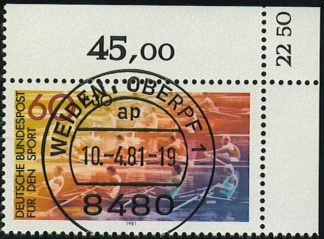 45,00
22 50
60+30
DEUTSCHE BUNDESPOST
FÜR DEN SPORT
WEIDEN, OBERPF 1
ap
10.-4.81-19
8480
1981